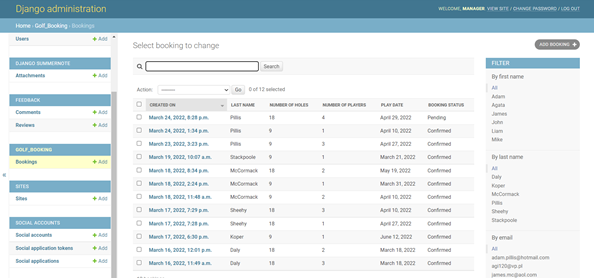 Django administration
WELCOME, MANAGER. VIEW SITE / CHANGE PASSWORD / LOG OUT
Home › Golf_Booking › Bookings
Users + Add
DJANGO SUMMERNOTE
Attachments + Add
FEEDBACK
Comments + Add
Reviews + Add
GOLF_BOOKING
Bookings + Add
SITES
Sites + Add
SOCIAL ACCOUNTS
Social accounts + Add
Social application tokens + Add
Social applications + Add
«
Select booking to change
ADD BOOKING +
Search
Action: --------- Go 0 of 12 selected
CREATED ON LAST NAME NUMBER OF HOLES NUMBER OF PLAYERS PLAY DATE BOOKING STATUS
March 24, 2022, 8:28 p.m. Pillis 18 4 April 29, 2022 Pending
March 24, 2022, 1:34 p.m. Pillis 9 1 April 10, 2022 Confirmed
March 23, 2022, 3:23 p.m. Pillis 9 3 April 27, 2022 Confirmed
March 19, 2022, 10:07 a.m. Stackpoole 9 1 March 21, 2022 Confirmed
March 18, 2022, 8:34 p.m. McCormack 18 2 May 19, 2022 Confirmed
March 18, 2022, 2:24 p.m. McCormack 9 1 March 31, 2022 Confirmed
March 18, 2022, 11:48 a.m. McCormack 9 2 April 10, 2022 Confirmed
March 17, 2022, 7:29 p.m. Sheehy 18 3 April 10, 2022 Confirmed
March 17, 2022, 7:28 p.m. Sheehy 18 1 April 27, 2022 Confirmed
March 17, 2022, 6:30 p.m. Koper 9 1 June 12, 2022 Confirmed
March 16, 2022, 12:01 p.m. Daly 18 2 March 18, 2022 Confirmed
March 16, 2022, 11:49 a.m. Daly 18 3 March 18, 2022 Confirmed
FILTER
By first name
All
Adam
Agata
James
John
Liam
Mike
By last name
All
Daly
Koper
McCormack
Pillis
Sheehy
Stackpoole
By email
All
adam.pillis@hotmail.com
agi120@vp.pl
james.mc@aol.com